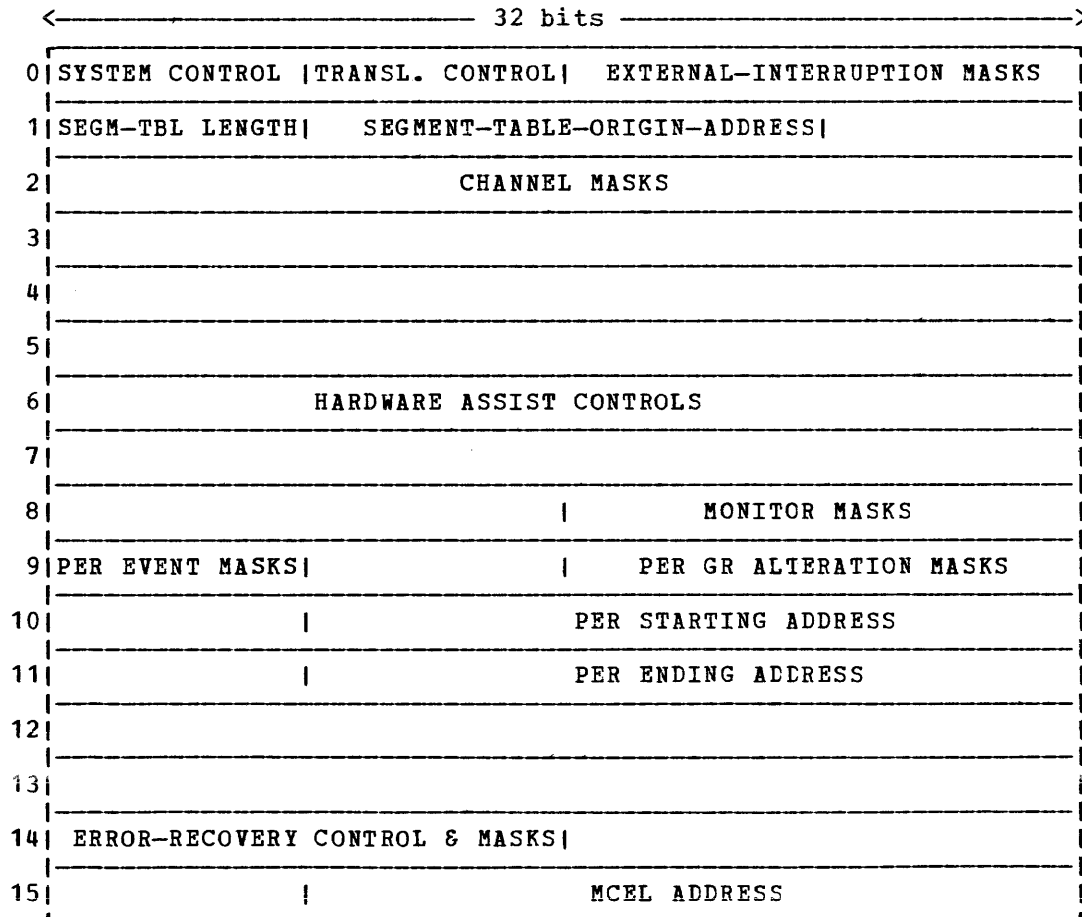 <---- 32 bits ---->
0|SYSTEM CONTROL |TRANSL. CONTROL| EXTERNAL-INTERRUPTION MASKS |
1|SEGM-TBL LENGTH| SEGMENT-TABLE-ORIGIN-ADDRESS| |
2| CHANNEL MASKS |
3| |
4| |
5| |
6| HARDWARE ASSIST CONTROLS |
7| |
8| | MONITOR MASKS |
9|PER EVENT MASKS| | PER GR ALTERATION MASKS |
10| | PER STARTING ADDRESS |
11| | PER ENDING ADDRESS |
12| |
13| |
14| ERROR-RECOVERY CONTROL & MASKS| |
15| | MCEL ADDRESS |